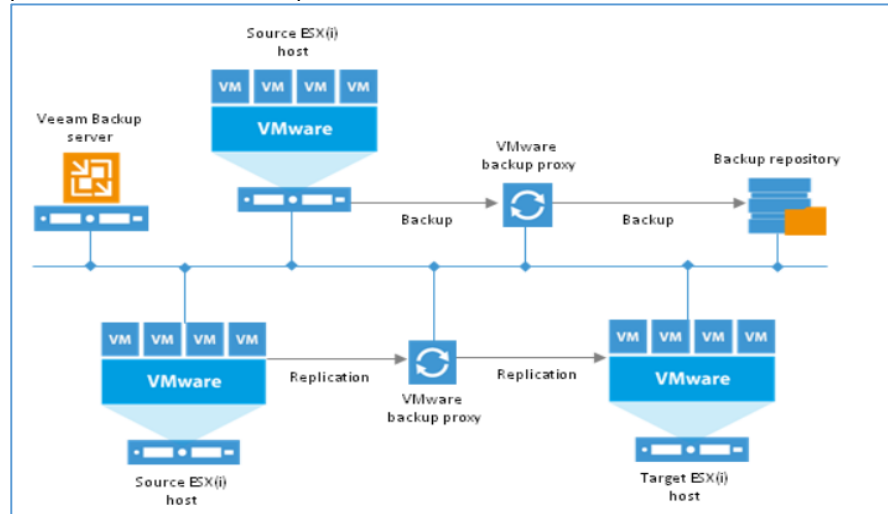 Source ESX(i)
host
VM VM VM VM
VMware
Veeam Backup
server
VMware
backup proxy
Backup repository
Backup
Backup
VM VM VM VM
VMware
Replication
VMware
backup proxy
Replication
VM VM VM VM
VMware
Source ESX(i)
host
Target ESX(i)
host